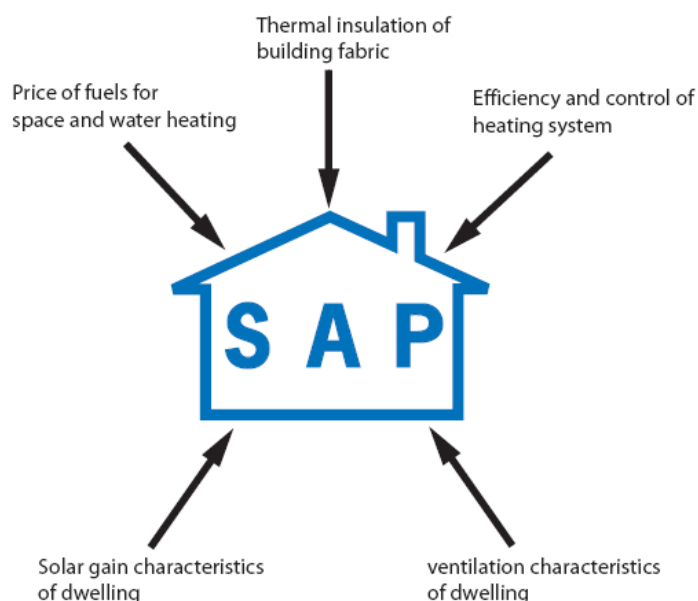 Thermal insulation of
building fabric
Price of fuels for
space and water heating
Efficiency and control of
heating system
S A P
Solar gain characteristics
of dwelling
ventilation characteristics
of dwelling